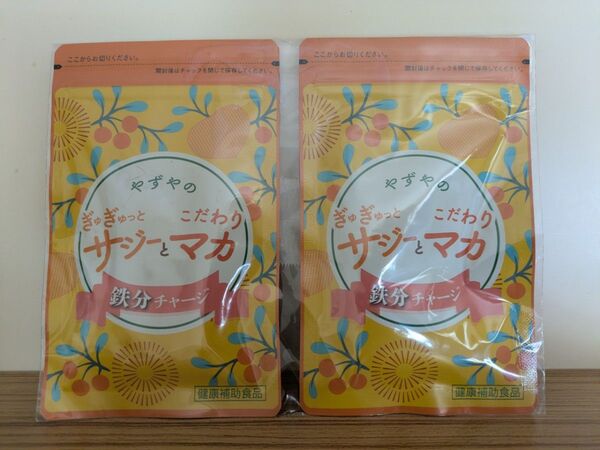 ここからお切りください。
開封後はチャックを閉じて保存してください。
やずやの
ぎゅぎゅっと こだわり
サジーとマカ
鉄分チャージ
健康補助食品
ここからお切りください。
開封後はチャックを閉じて保存してください。
やずやの
ぎゅぎゅっと こだわり
サジーとマカ
鉄分チャージ
健康補助食品